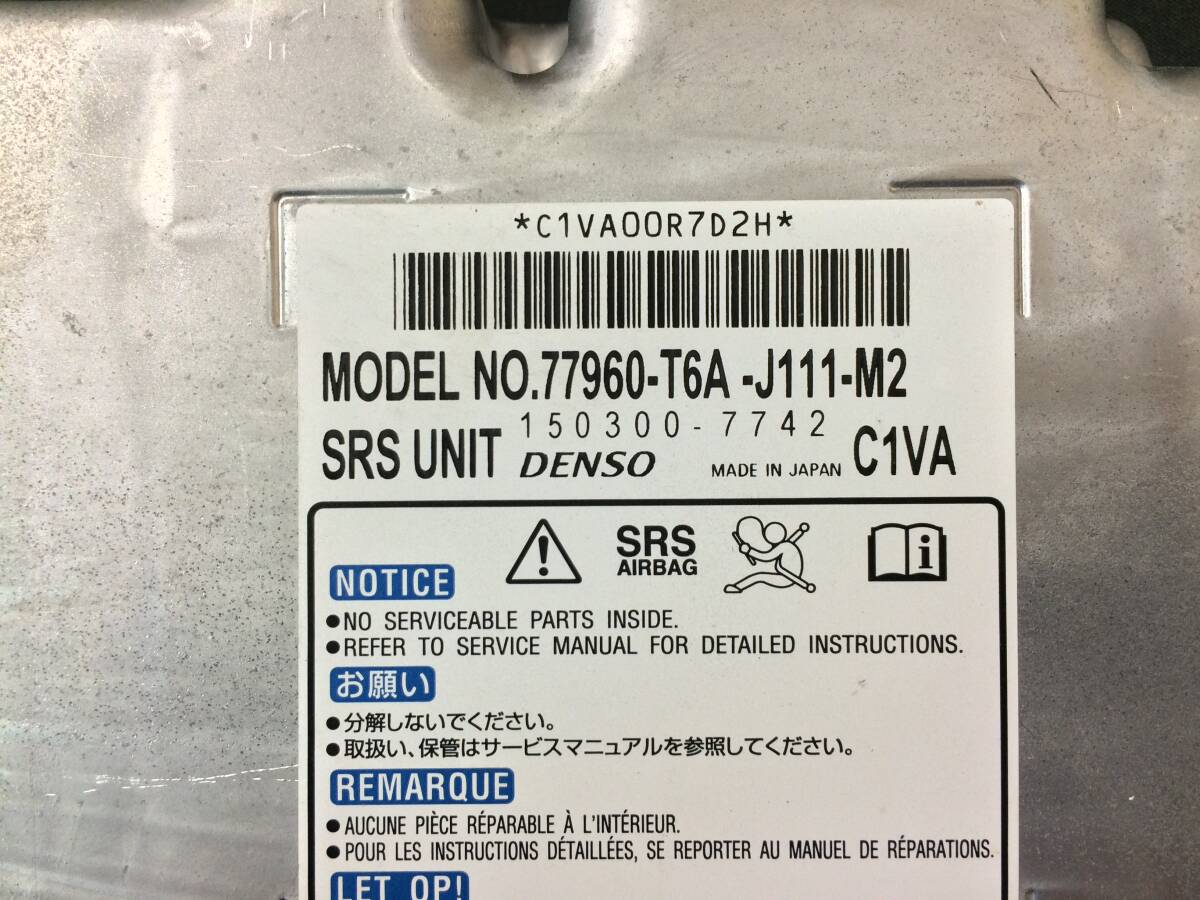 *C1VA00R7D2H*
MODEL NO.77960-T6A -J111-M2
150300-7742
SRS UNIT DENSO MADE IN JAPAN C1VA
SRS
AIRBAG
NOTICE
●NO SERVICEABLE PARTS INSIDE.
●REFER TO SERVICE MANUAL FOR DETAILED INSTRUCTIONS.
お願い
●分解しないでください。
●取扱い、保管はサービスマニュアルを参照してください。
REMARQUE
●AUCUNE PIÈCE RÉPARABLE À L'INTÉRIEUR.
●POUR LES INSTRUCTIONS DÉTAILLÉES, SE REPORTER AU MANUEL DE RÉPARATIONS.
LET OP!